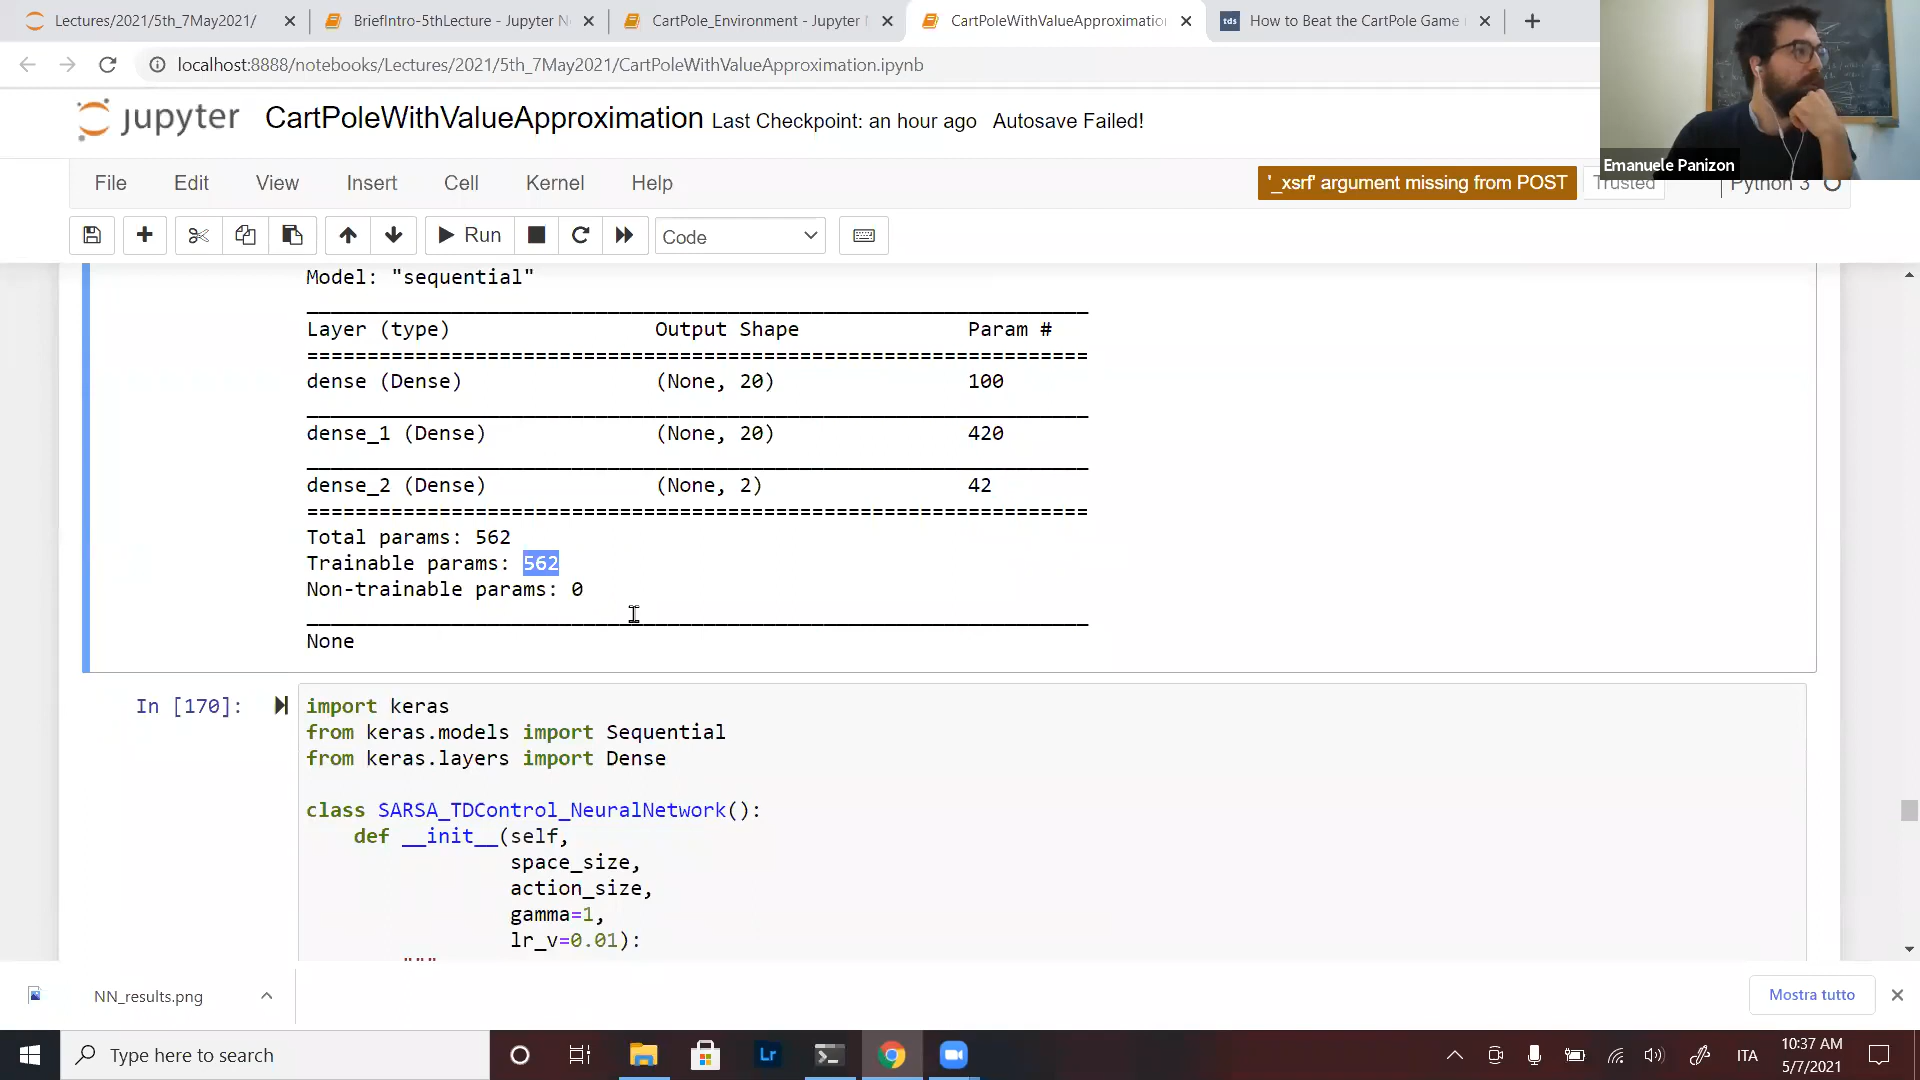 Lectures/2021/5th_7May2021/
BriefIntro-5thLecture - Jupyter N
CartPole_Environment - Jupyter
CartPoleWithValueApproximatio
tds How to Beat the CartPole Game
localhost:8888/notebooks/Lectures/2021/5th_7May2021/CartPoleWithValueApproximation.ipynb
jupyter CartPoleWithValueApproximation Last Checkpoint: an hour ago Autosave Failed!
Emanuele Panizon
File Edit View Insert Cell Kernel Help '_xsrf' argument missing from POST Trusted Python 3
Run Code
Model: "sequential"
Layer (type) Output Shape Param #
=================================================================
dense (Dense) (None, 20) 100
dense_1 (Dense) (None, 20) 420
dense_2 (Dense) (None, 2) 42
=================================================================
Total params: 562
Trainable params: 562
Non-trainable params: 0
None
In [170]: import keras
from keras.models import Sequential
from keras.layers import Dense
class SARSA_TDControl_NeuralNetwork():
def __init__(self,
space_size,
action_size,
gamma=1,
lr_v=0.01):
"""
NN_results.png
Mostra tutto
Type here to search
Lr
ITA
10:37 AM
5/7/2021